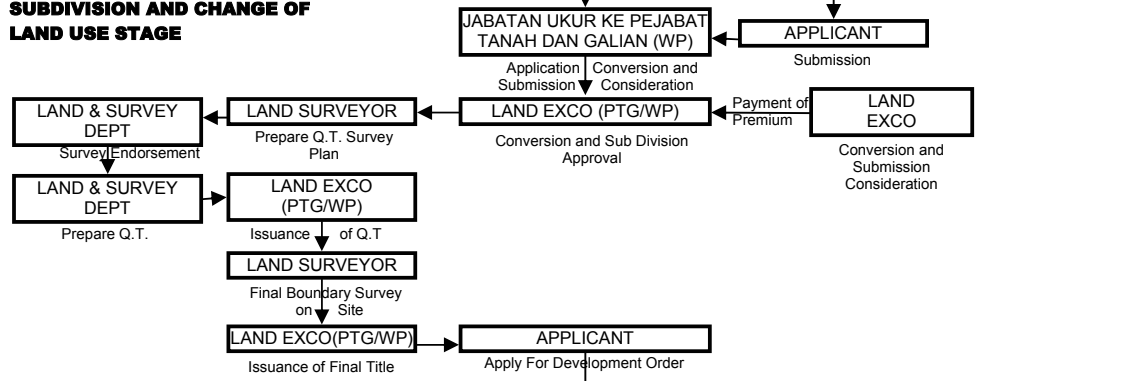 SUBDIVISION AND CHANGE OF
LAND USE STAGE
JABATAN UKUR KE PEJABAT
TANAH DAN GALIAN (WP)
APPLICANT
Submission
Application
Submission
Conversion and
Consideration
LAND & SURVEY
DEPT
Survey Endorsement
LAND SURVEYOR
Prepare Q.T. Survey
Plan
LAND EXCO (PTG/WP)
Conversion and Sub Division
Approval
Payment of
Premium
LAND
EXCO
Conversion and
Submission
Consideration
LAND & SURVEY
DEPT
Prepare Q.T.
LAND EXCO
(PTG/WP)
Issuance of Q.T
LAND SURVEYOR
Final Boundary Survey
on Site
LAND EXCO(PTG/WP)
Issuance of Final Title
APPLICANT
Apply For Development Order